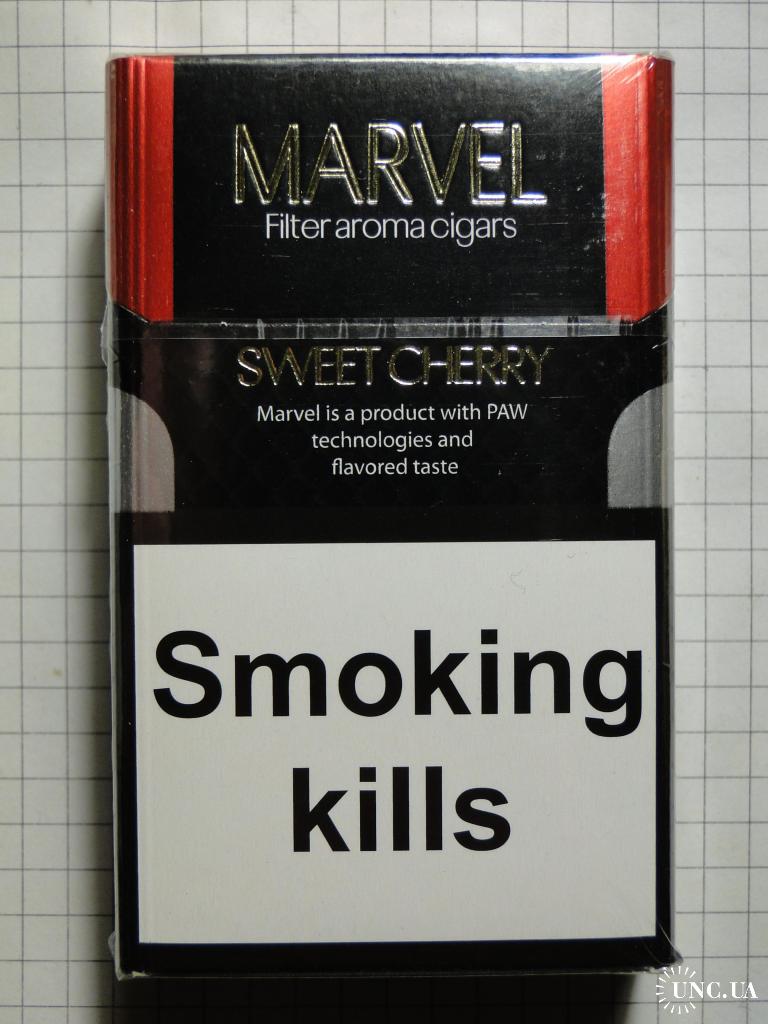 MARVEL
Filter aroma cigars
SWEET CHERRY
Marvel is a product with PAW
technologies and
flavored taste
Smoking
kills
UNC.UA